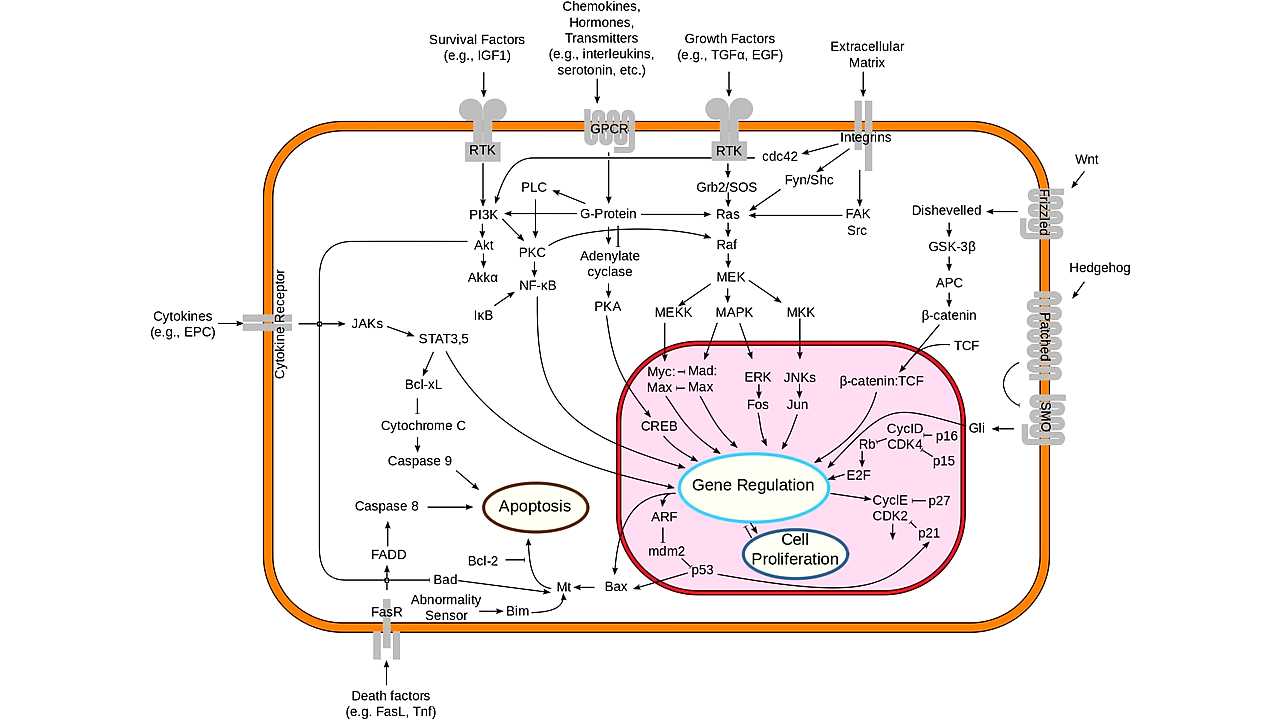 Chemokines,
Hormones,
Transmitters
(e.g., interleukins,
serotonin, etc.)
Survival Factors
(e.g., IGF1)
Growth Factors
(e.g., TGFα, EGF)
Extracellular
Matrix
GPCR
RTK
RTK
Integrins
cdc42
Wnt
PLC
Grb2/SOS
Fyn/Shc
Frizzled
PI3K
G-Protein
Ras
FAK
Src
Dishevelled
Akt
PKC
Raf
GSK-3β
Adenylate
cyclase
Akkα
NF-κB
MEK
APC
Hedgehog
IκB
PKA
MEKK
MAPK
MKK
β-catenin
Patched
Cytokines
(e.g., EPC)
Cytokine Receptor
JAKs
STAT3,5
TCF
Bcl-xL
Myc:
Max
Mad:
Max
ERK
JNKs
β-catenin:TCF
Fos
Jun
SMO
Cytochrome C
CREB
Gli
CycID
CDK4
p16
Rb
p15
Caspase 9
E2F
Gene Regulation
Caspase 8
Apoptosis
CyclE
CDK2
p27
ARF
p21
FADD
mdm2
Cell
Proliferation
Bcl-2
p53
Bad
Mt
Bax
Abnormality
Sensor
Bim
FasR
Death factors
(e.g. FasL, Tnf)